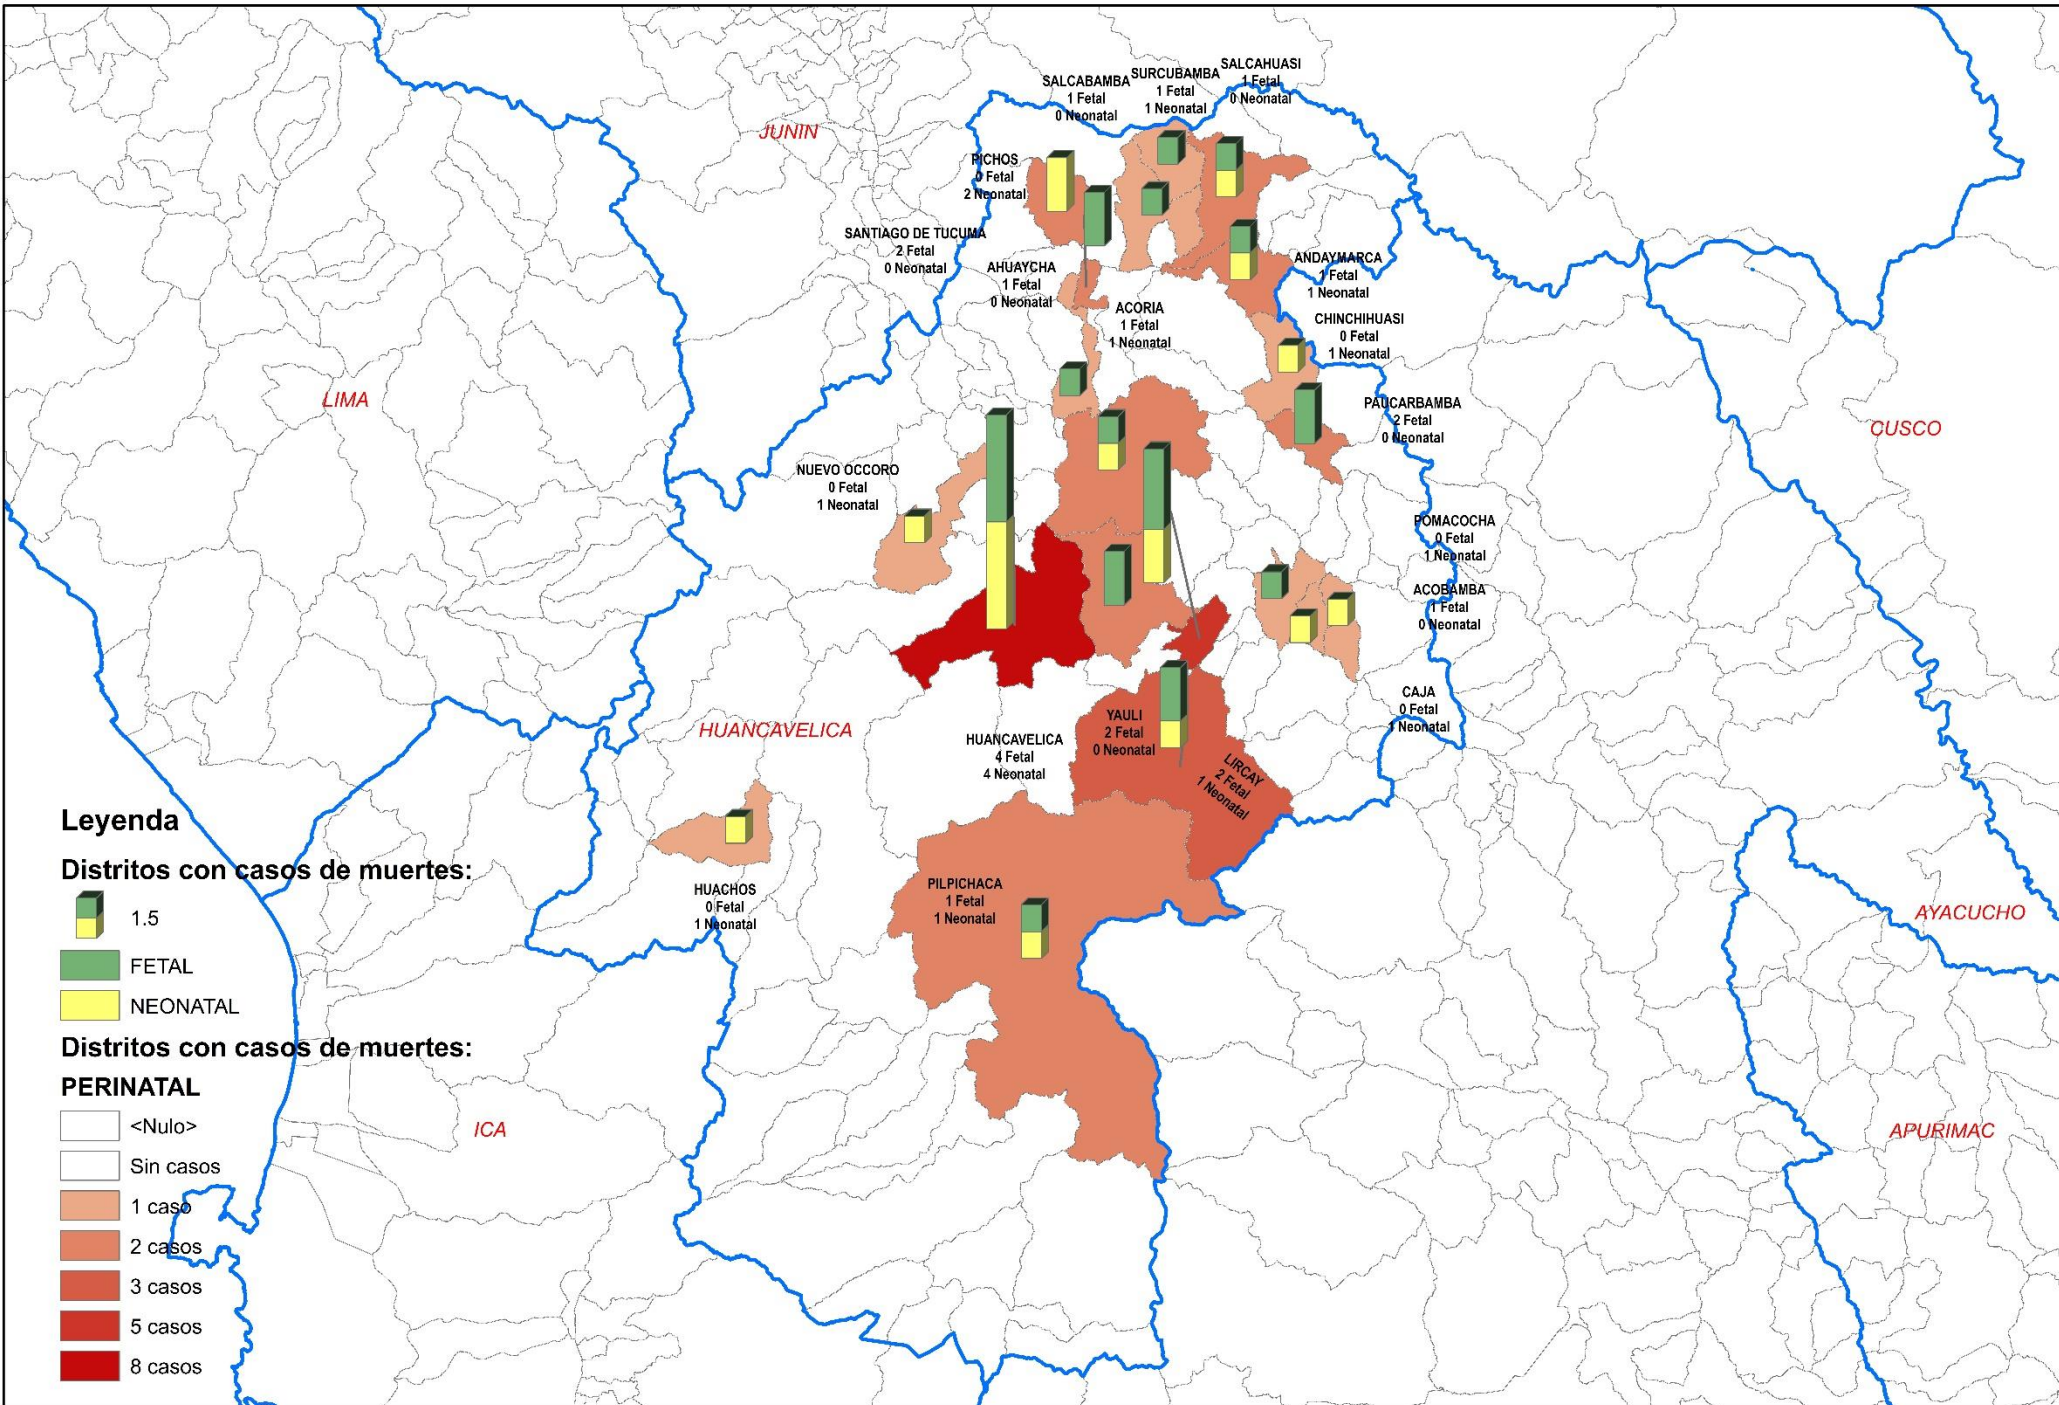 SALCABAMBA
1 Fetal
0 Neonatal
SURCUBAMBA
1 Fetal
1 Neonatal
SALCAHUASI
1 Fetal
0 Neonatal
JUNIN
PICHOS
0 Fetal
2 Neonatal
SANTIAGO DE TUCUMA
2 Fetal
0 Neonatal
AHUAYCHA
1 Fetal
0 Neonatal
ANDAYMARCA
1 Fetal
1 Neonatal
ACORIA
1 Fetal
1 Neonatal
CHINCHIHUASI
0 Fetal
1 Neonatal
LIMA
PAUCARBAMBA
2 Fetal
0 Neonatal
CUSCO
NUEVO OCCORO
0 Fetal
1 Neonatal
POMACOCHA
0 Fetal
1 Neonatal
ACOBAMBA
1 Fetal
0 Neonatal
CAJA
0 Fetal
1 Neonatal
HUANCAVELICA
YAULI
2 Fetal
0 Neonatal
HUANCAVELICA
4 Fetal
4 Neonatal
LIRCAY
2 Fetal
1 Neonatal
HUACHOS
0 Fetal
1 Neonatal
PILPICHACA
1 Fetal
1 Neonatal
AYACUCHO
ICA
APURIMAC
Leyenda
Distritos con casos de muertes:
1.5
FETAL
NEONATAL
Distritos con casos de muertes:
PERINATAL
<Nulo>
Sin casos
1 caso
2 casos
3 casos
5 casos
8 casos